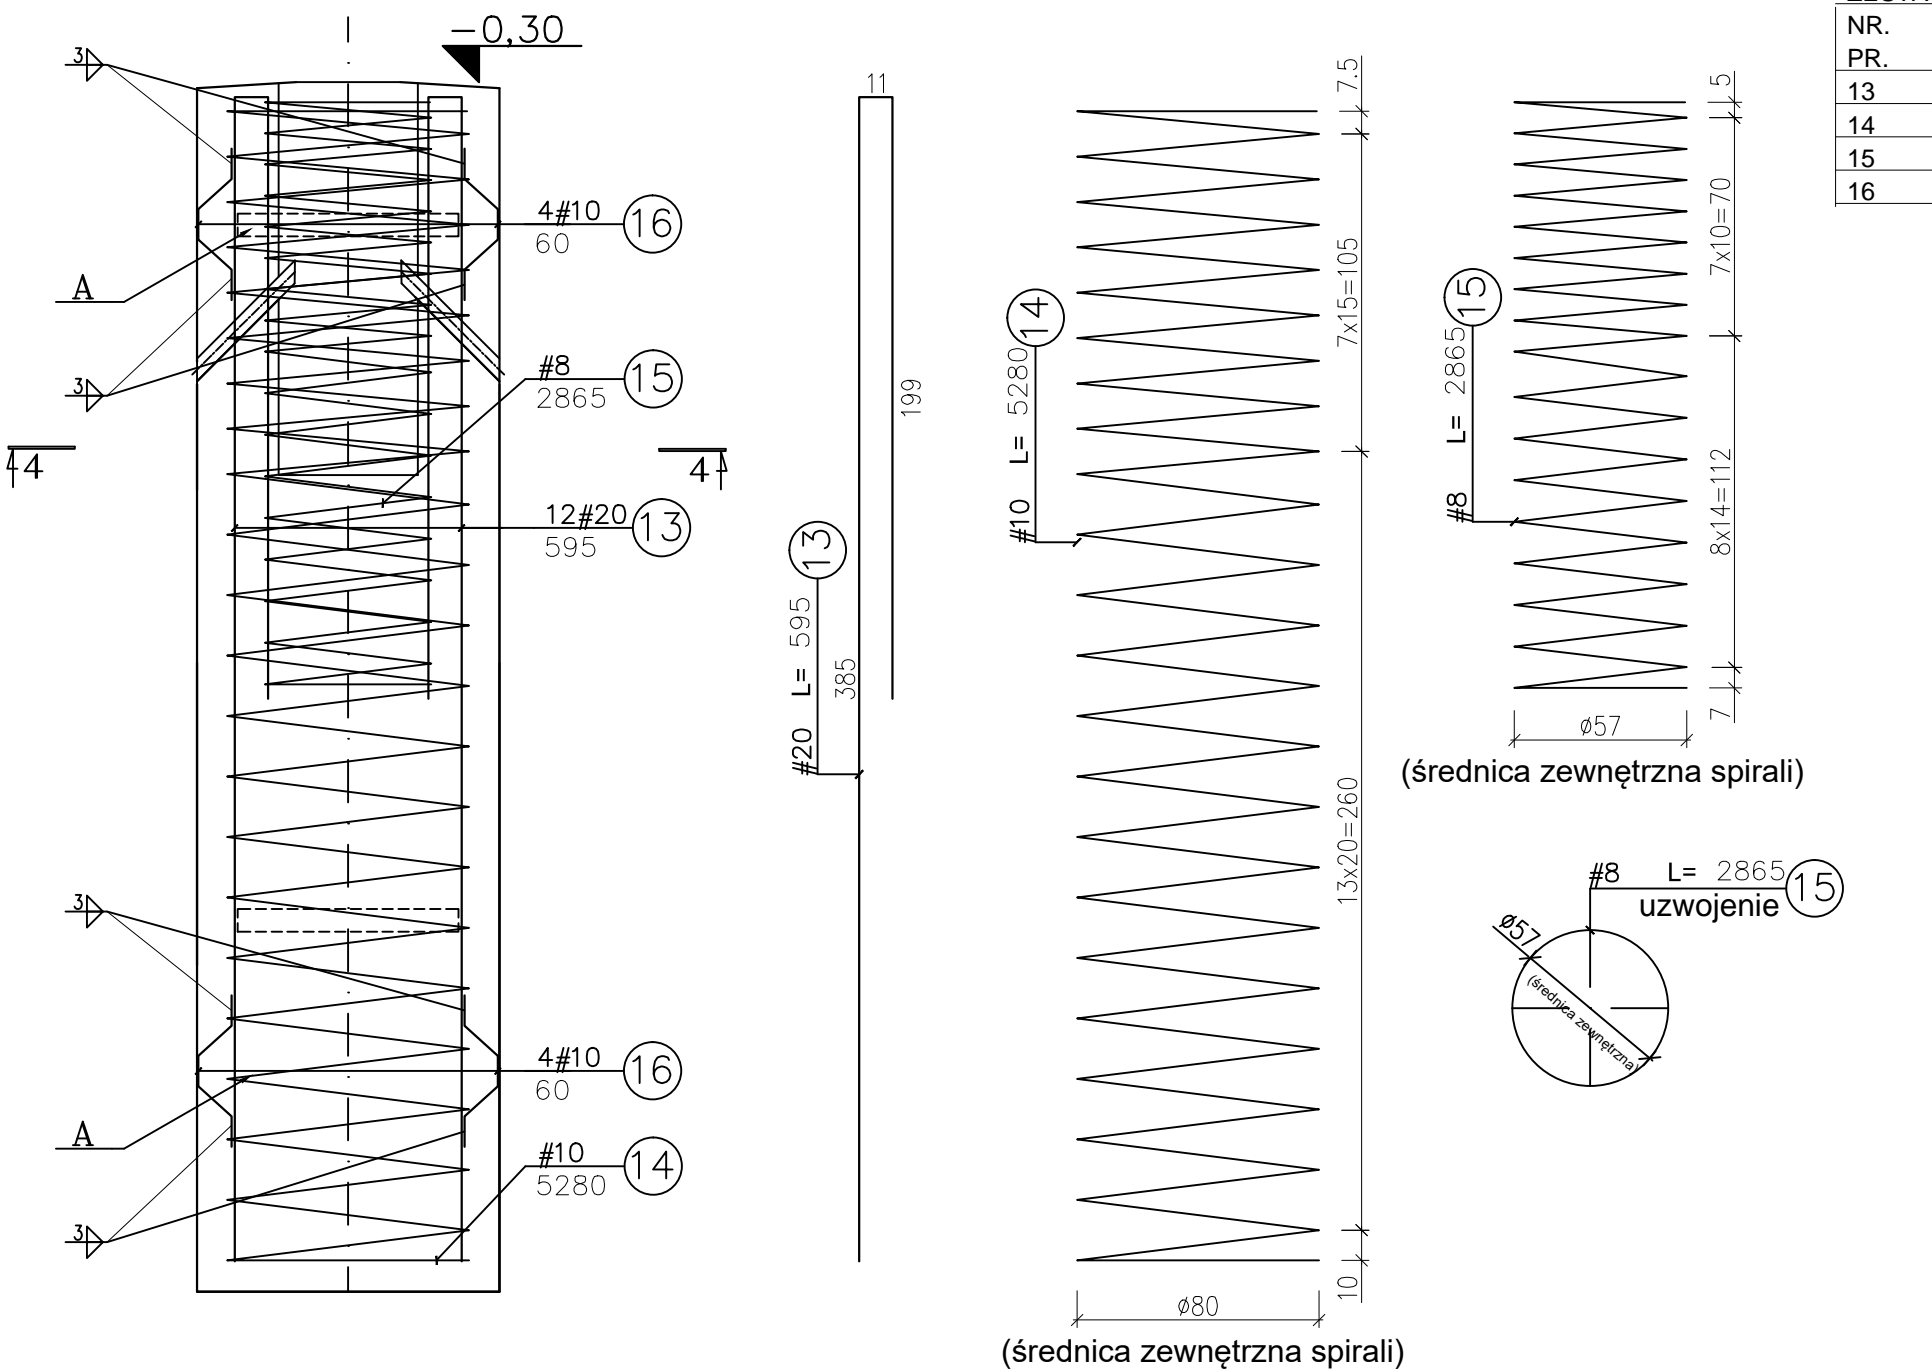 -0,30
3
4#10
60
16
A
3
#8
2865
15
4
4
12#20
595
13
3
4#10
60
16
A
#10
5280
14
3
11
199
385
#20 L= 595
13
#10 L= 5280
14
7.5
7x15=105
13x20=260
10
ø80
(średnica zewnętrzna spirali)
#8 L= 2865
15
5
7x10=70
8x14=112
7
ø57
(średnica zewnętrzna spirali)
#8 L= 2865
15
uzwojenie
ø57
(średnica zewnętrzna)
NR.
PR.
13
14
15
16